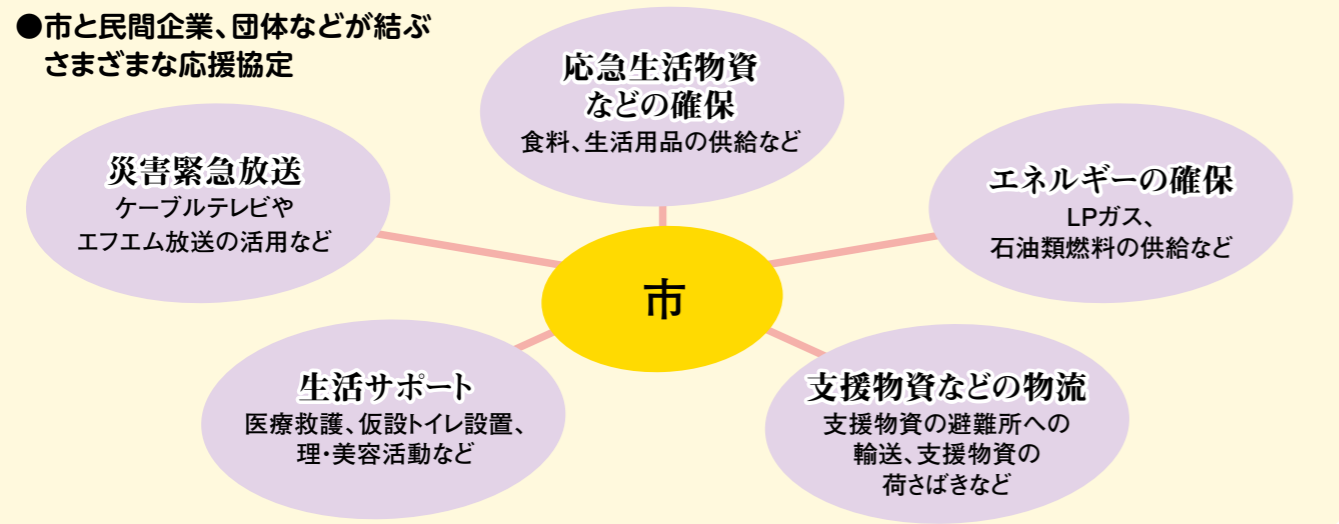 ●市と民間企業、団体などが結ぶ
さまざまな応援協定
応急生活物資
などの確保
食料、生活用品の供給など
災害緊急放送
ケーブルテレビや
エフエム放送の活用など
エネルギーの確保
LPガス、
石油類燃料の供給など
市
生活サポート
医療救護、仮設トイレ設置、
理・美容活動など
支援物資などの物流
支援物資の避難所への
輸送、支援物資の
荷さばきなど